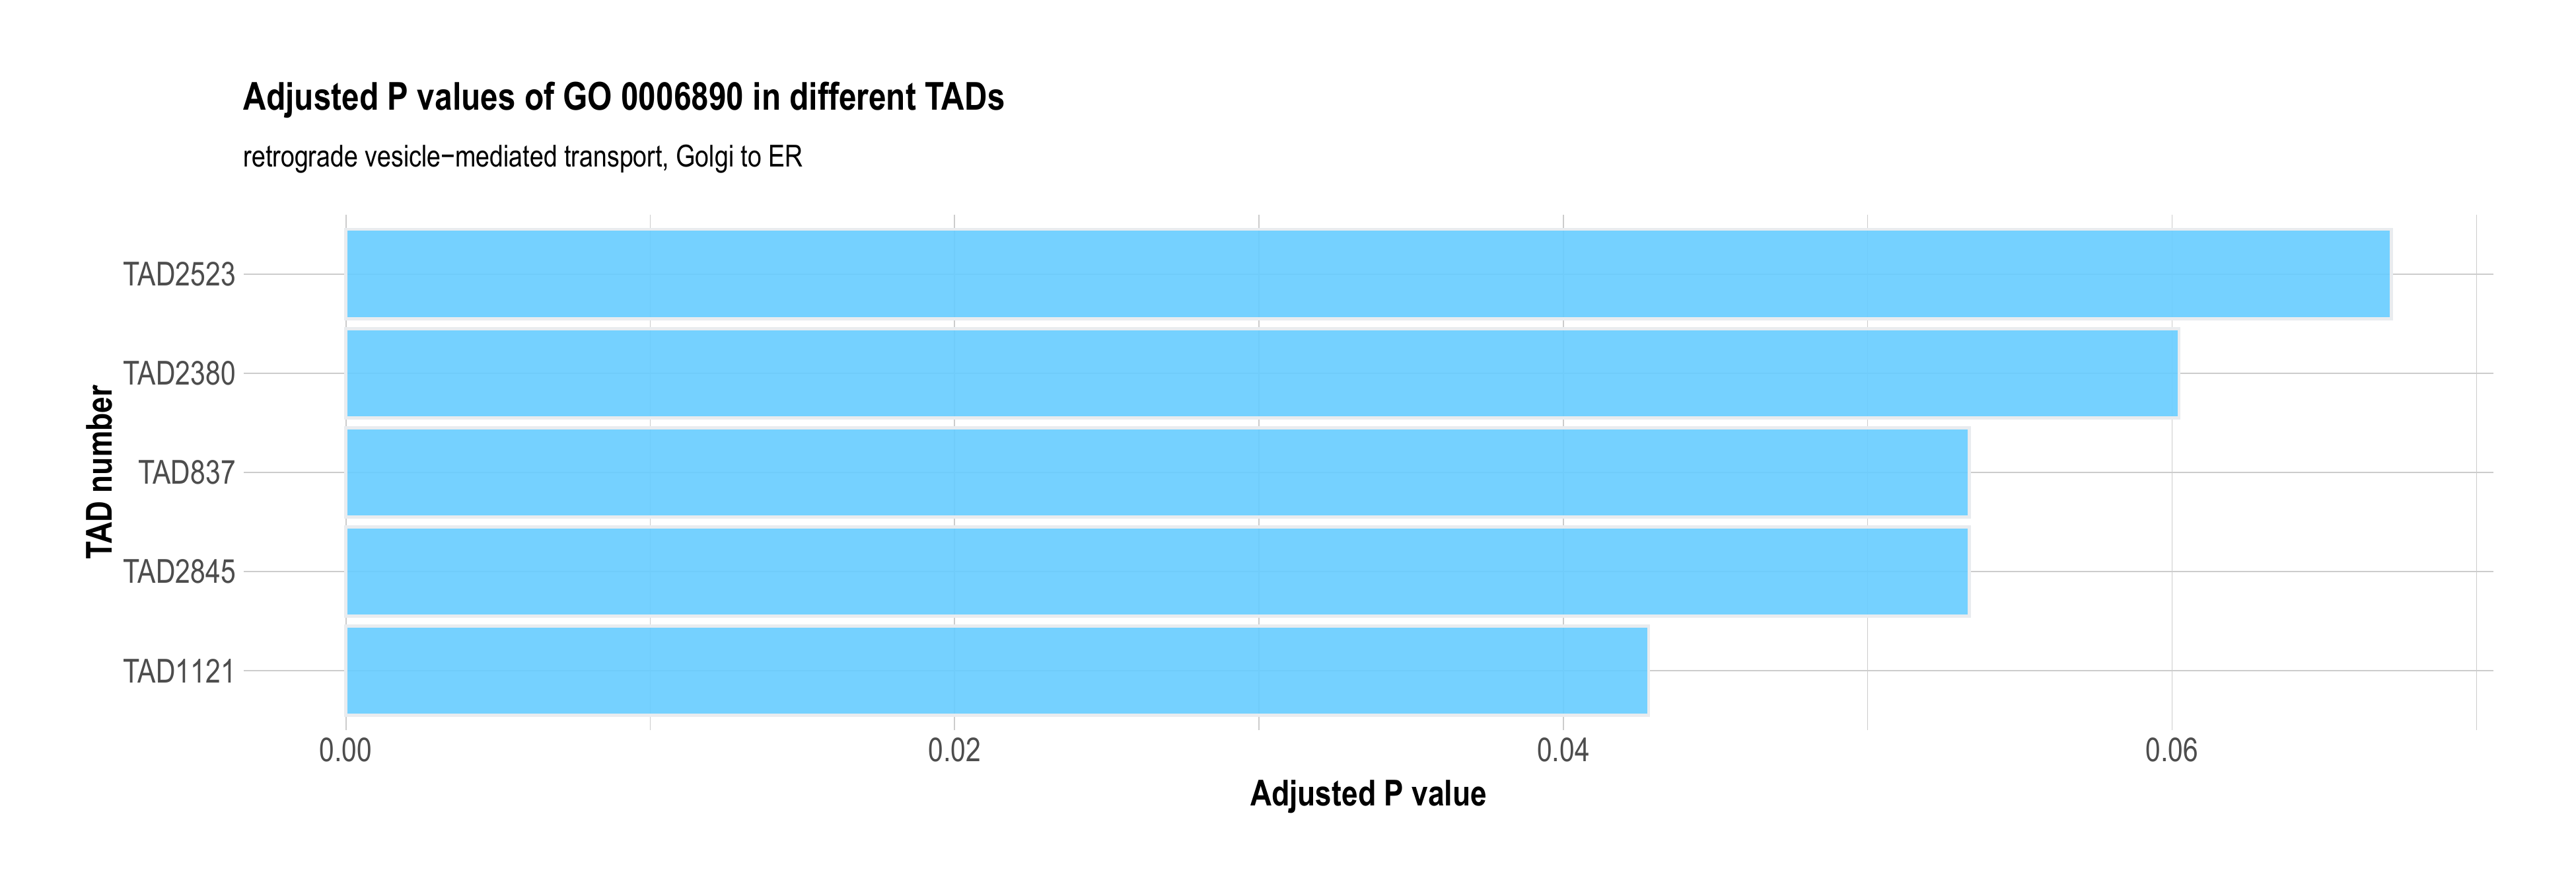 Adjusted P values of GO 0006890 in different TADs
retrograde vesicle−mediated transport, Golgi to ER
TAD number
TAD2523
TAD2380
TAD837
TAD2845
TAD1121
0.00 0.02 0.04 0.06
Adjusted P value